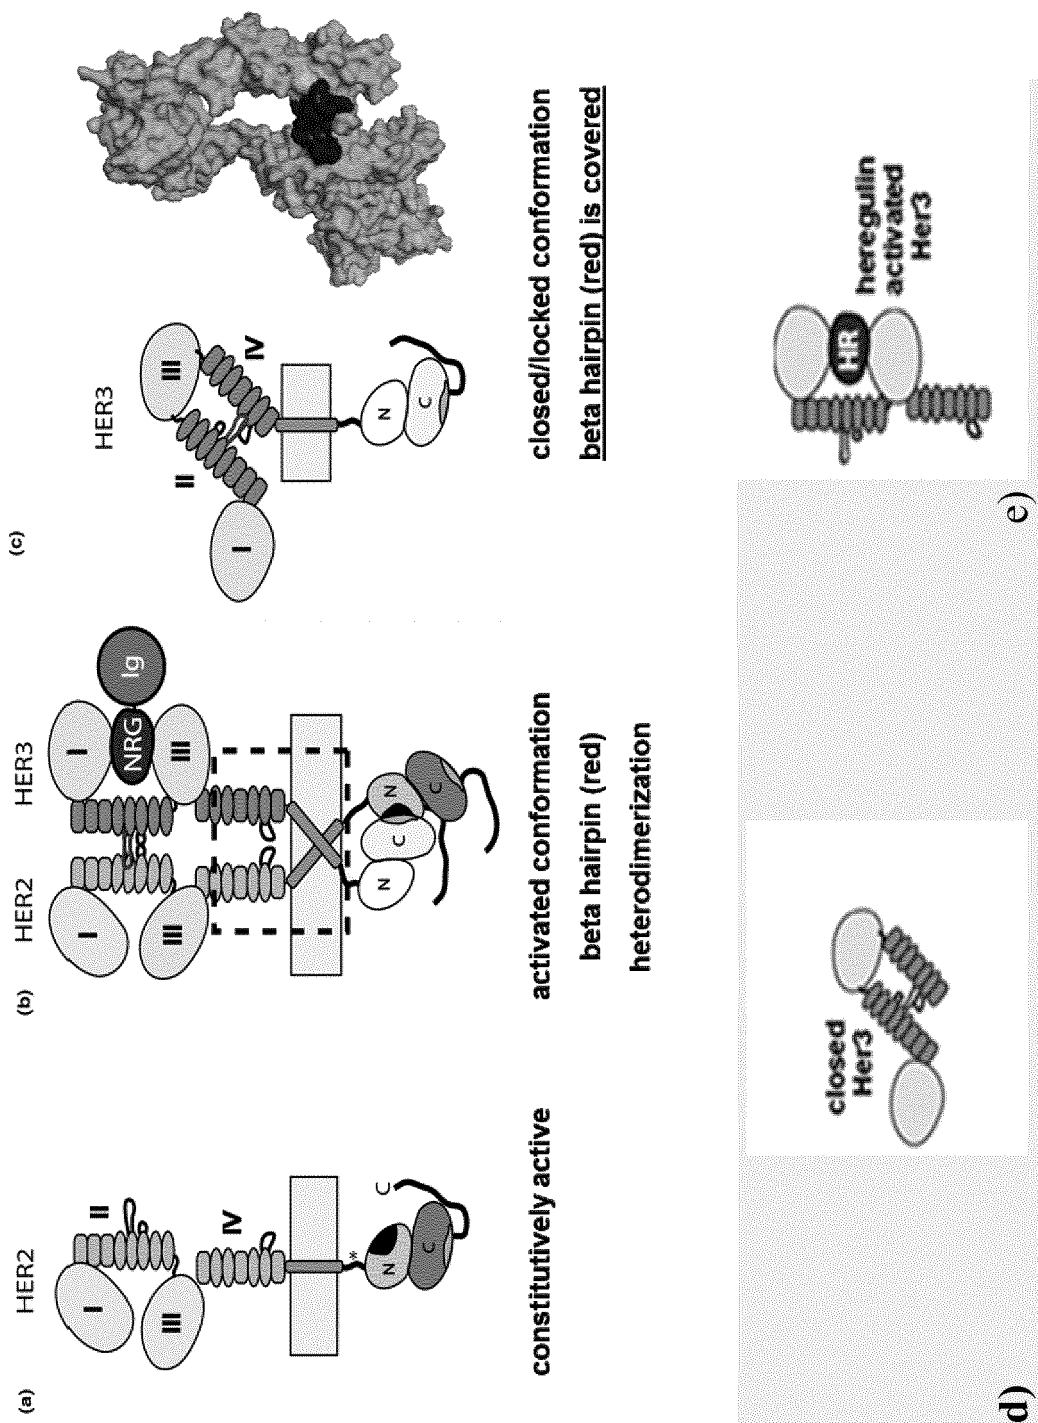 (a)
HER2
I
II
III
IV
*
N
C
C
constitutively active
(b)
HER2
HER3
I
I
NRG
Ig
III
III
N
C
N
C
activated conformation
beta hairpin (red)
heterodimerization
(c)
HER3
I
II
III
IV
N
C
closed/locked conformation
beta hairpin (red) is covered
d)
closed
Her3
e)
HR
heregulin
activated
Her3